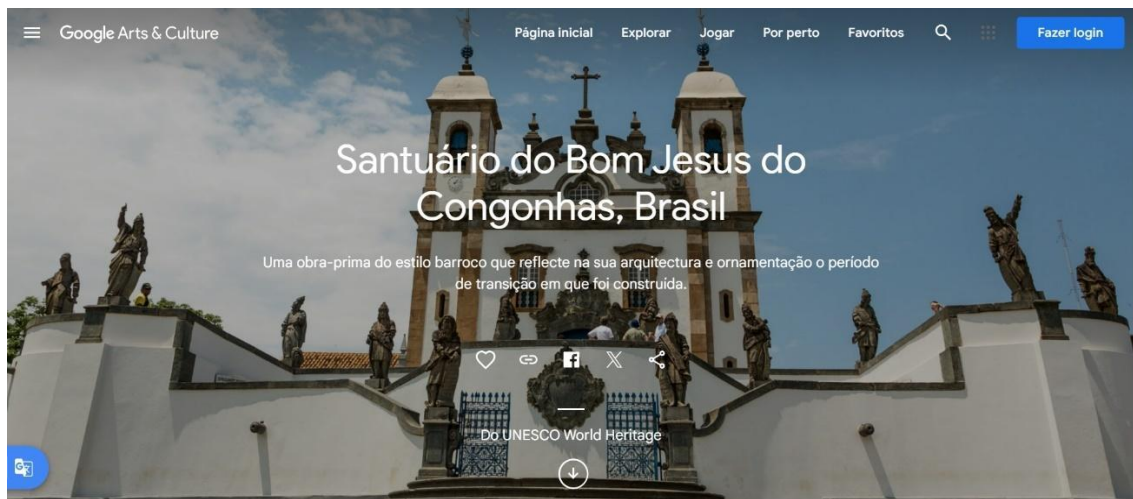 Google Arts & Culture
Página inicial Explorar Jogar Por perto Favoritos Fazer login
Santuário do Bom Jesus do
Congonhas, Brasil
Uma obra-prima do estilo barroco que reflecte na sua arquitectura e ornamentação o período
de transição em que foi construída.
Do UNESCO World Heritage